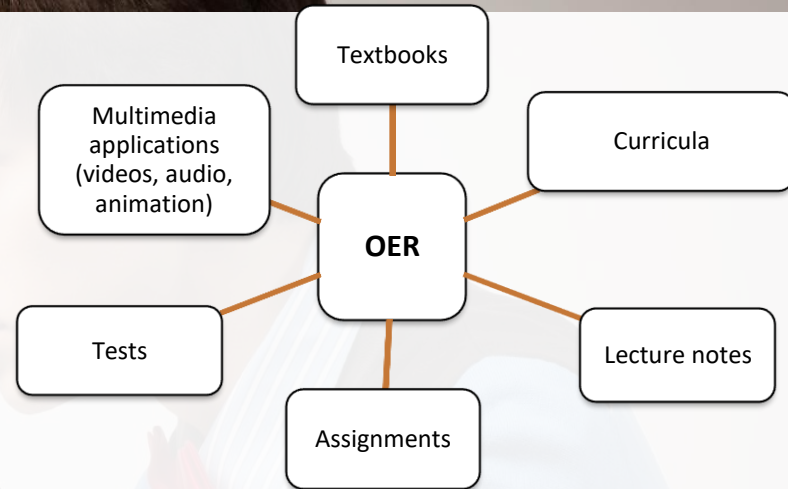 Textbooks
Multimedia
applications
(videos, audio,
animation)
Curricula
OER
Tests
Lecture notes
Assignments